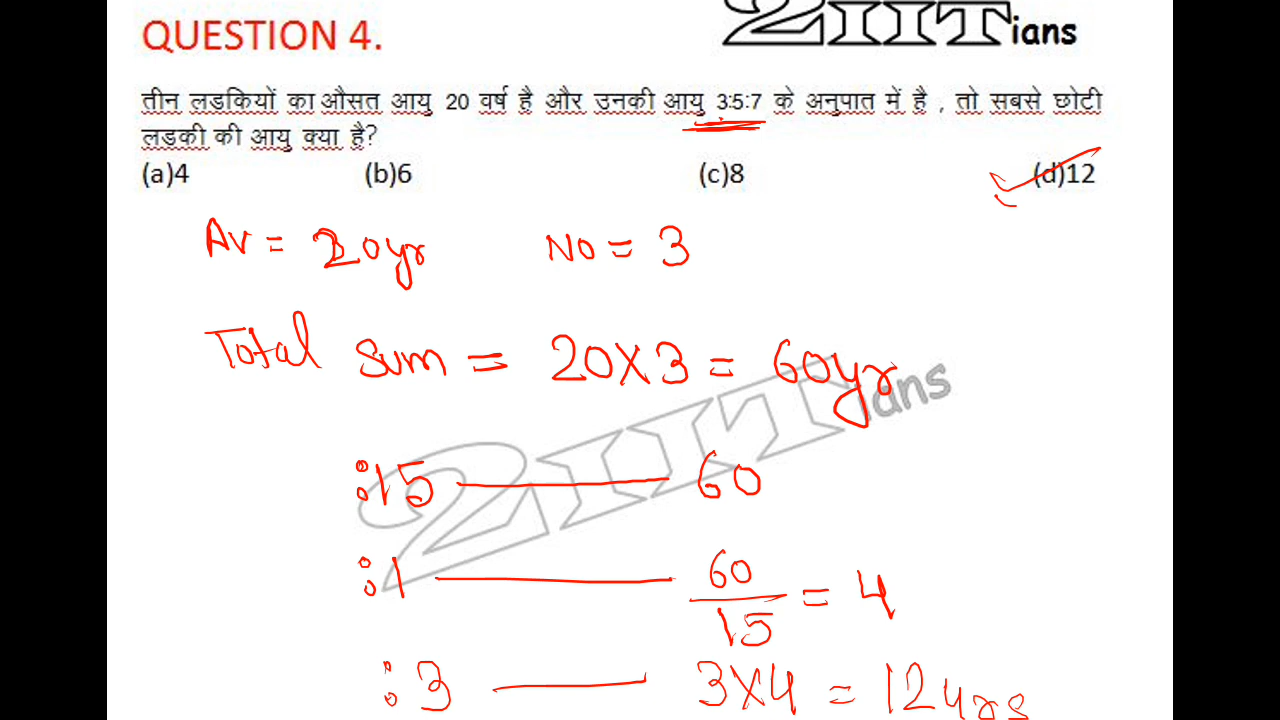 QUESTION 4.
2IITians
तीन लडकियों का औसत आयु 20 वर्ष है और उनकी आयु 3:5:7 के अनुपात में है , तो सबसे छोटी
लडकी की आयु क्या है?
(a)4 (b)6 (c)8 (d)12
Av = 20yr No = 3
Total Sum = 20X3 = 60yr
2IITians
:15 — 60
:1 — 60/15 = 4
:3 — 3X4 = 12yrs